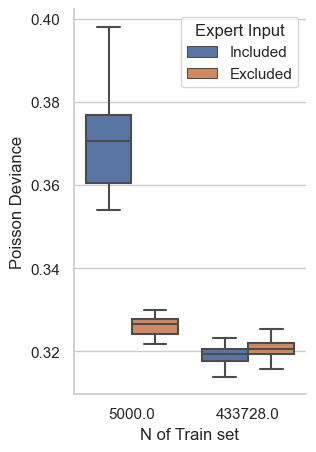 Expert Input
Included
Excluded
0.40
0.38
0.36
0.34
0.32
Poisson Deviance
5000.0
433728.0
N of Train set